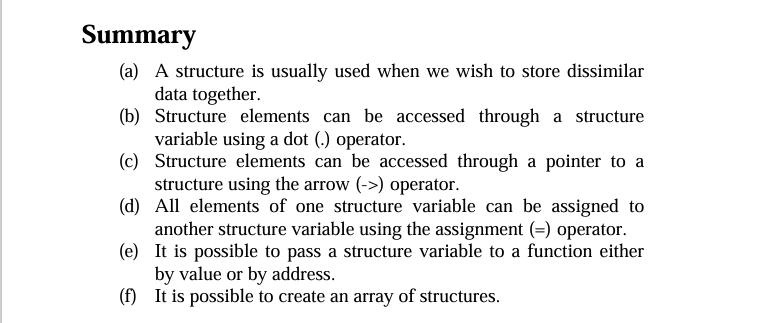 Summary
(a) A structure is usually used when we wish to store dissimilar
data together.
(b) Structure elements can be accessed through a structure
variable using a dot (.) operator.
(c) Structure elements can be accessed through a pointer to a
structure using the arrow (->) operator.
(d) All elements of one structure variable can be assigned to
another structure variable using the assignment (=) operator.
(e) It is possible to pass a structure variable to a function either
by value or by address.
(f) It is possible to create an array of structures.